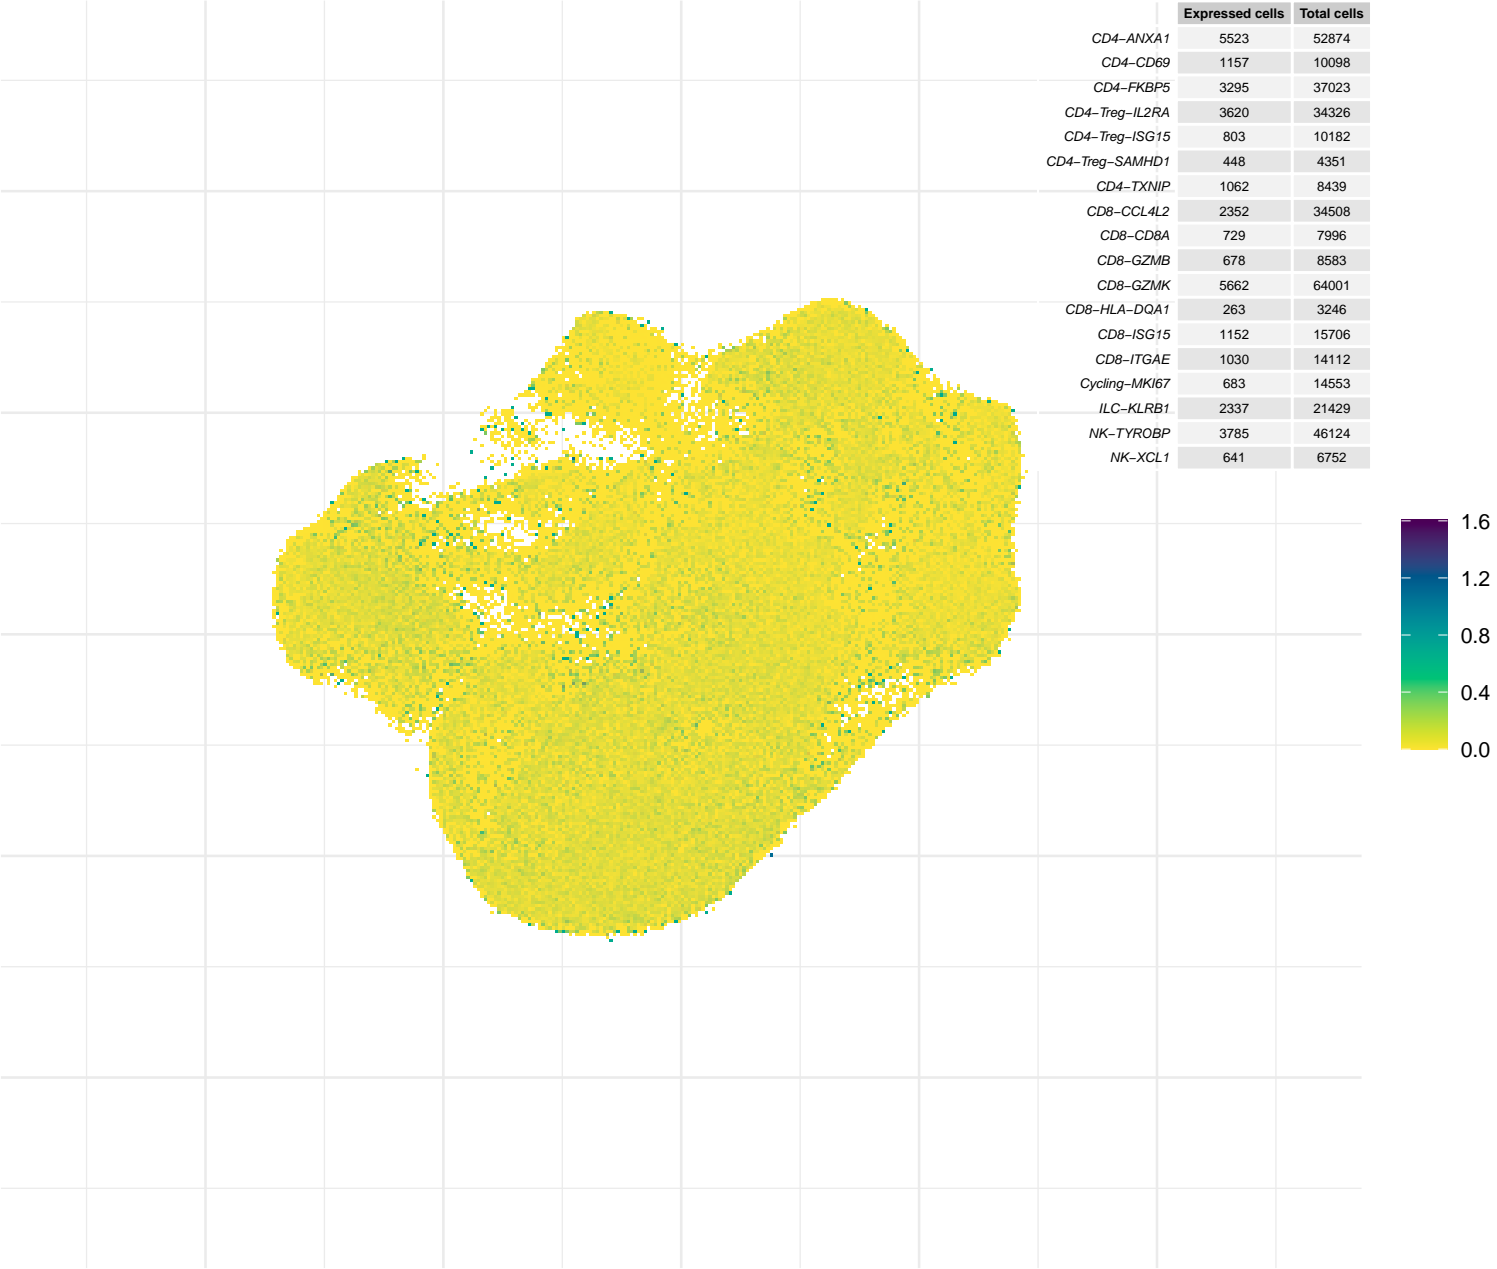 Expressed cells Total cells
CD4−ANXA1 5523 52874
CD4−CD69 1157 10098
CD4−FKBP5 3295 37023
CD4−Treg−IL2RA 3620 34326
CD4−Treg−ISG15 803 10182
CD4−Treg−SAMHD1 448 4351
CD4−TXNIP 1062 8439
CD8−CCL4L2 2352 34508
CD8−CD8A 729 7996
CD8−GZMB 678 8583
CD8−GZMK 5662 64001
CD8−HLA−DQA1 263 3246
CD8−ISG15 1152 15706
CD8−ITGAE 1030 14112
Cycling−MKI67 683 14553
ILC−KLRB1 2337 21429
NK−TYROBP 3785 46124
NK−XCL1 641 6752
1.6
1.2
0.8
0.4
0.0